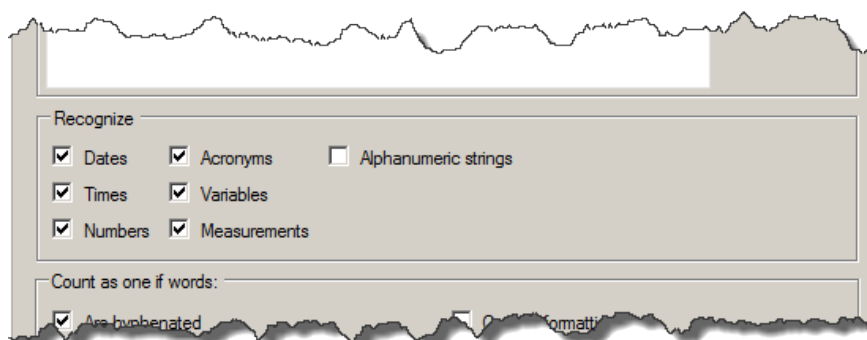 Recognize
Dates Acronyms Alphanumeric strings
Times Variables
Numbers Measurements
Count as one if words:
Are hyphenated